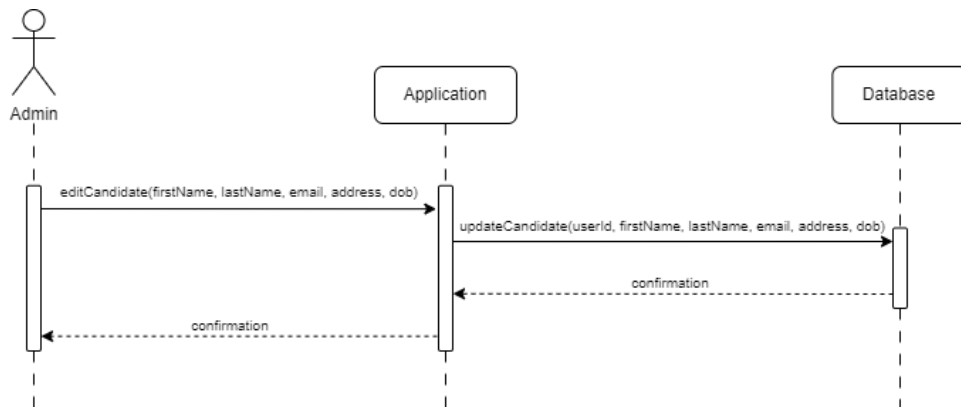 Admin
Application
Database
editCandidate(firstName, lastName, email, address, dob)
updateCandidate(userId, firstName, lastName, email, address, dob)
confirmation
confirmation